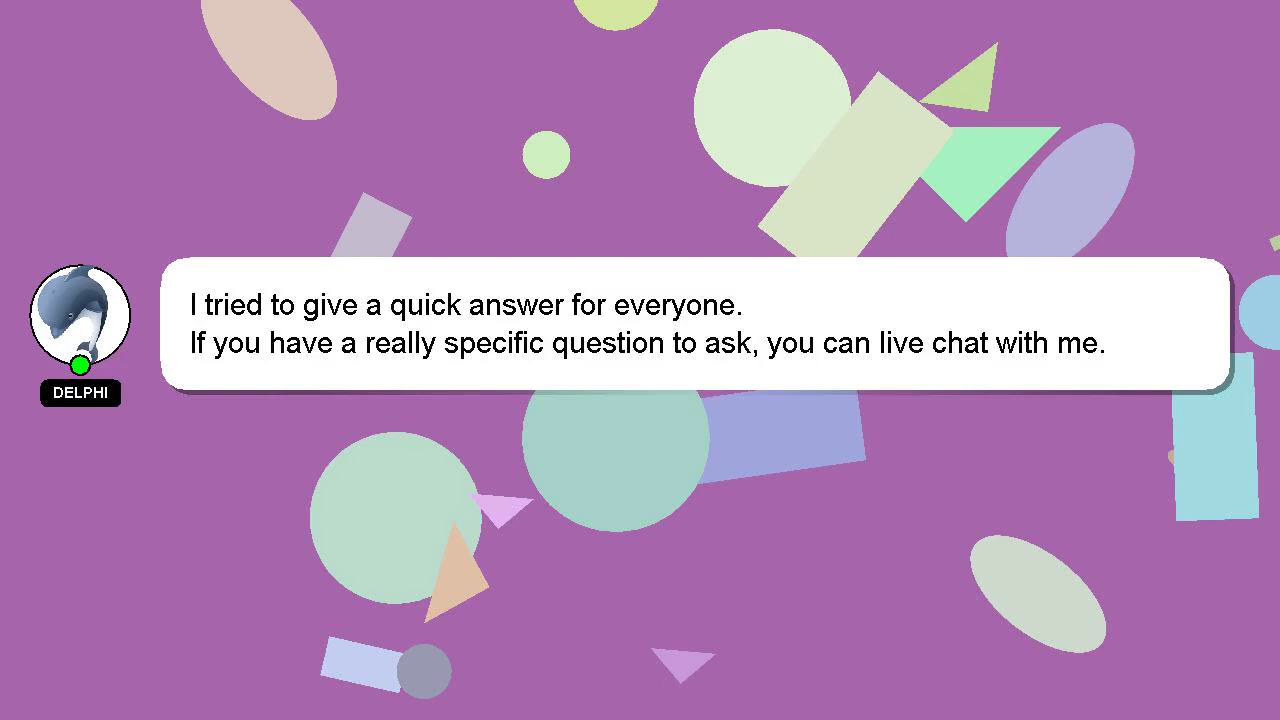 I tried to give a quick answer for everyone.
If you have a really specific question to ask, you can live chat with me.
DELPHI